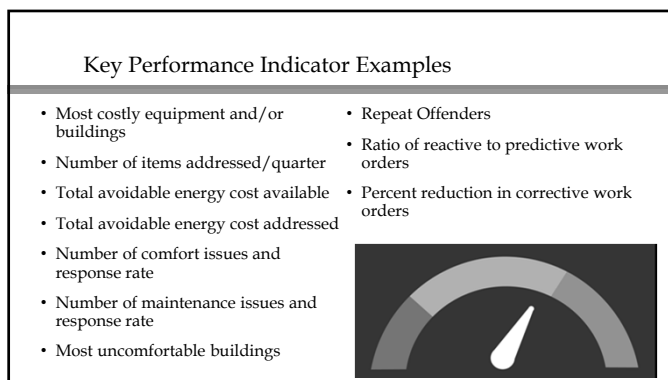 Key Performance Indicator Examples
• Most costly equipment and/or
buildings
• Number of items addressed/quarter
• Total avoidable energy cost available
• Total avoidable energy cost addressed
• Number of comfort issues and
response rate
• Number of maintenance issues and
response rate
• Most uncomfortable buildings
• Repeat Offenders
• Ratio of reactive to predictive work
orders
• Percent reduction in corrective work
orders